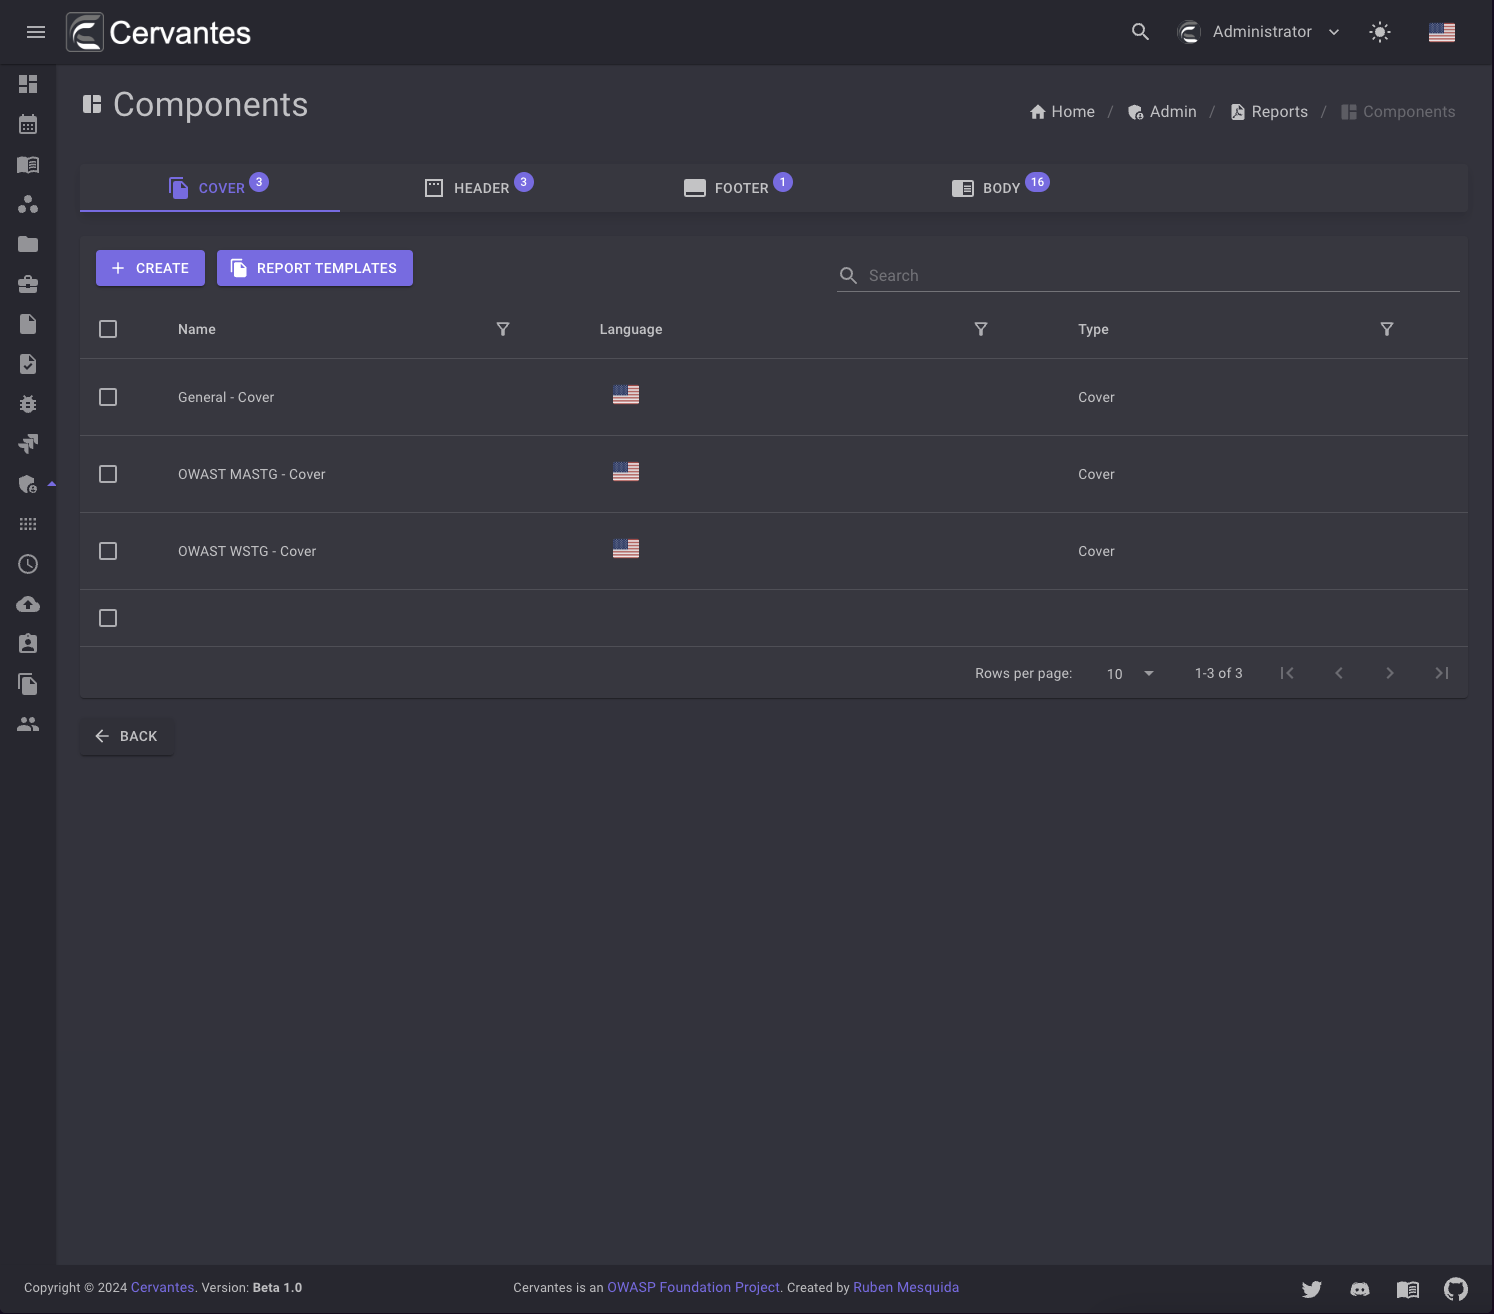 Cervantes
Administrator
Components
Home / Admin / Reports / Components
COVER 3
HEADER 3
FOOTER 1
BODY 16
CREATE
REPORT TEMPLATES
Search
Name Language Type
General - Cover Cover
OWAST MASTG - Cover Cover
OWAST WSTG - Cover Cover
Rows per page: 10 1-3 of 3
BACK
Copyright © 2024 Cervantes. Version: Beta 1.0
Cervantes is an OWASP Foundation Project. Created by Ruben Mesquida